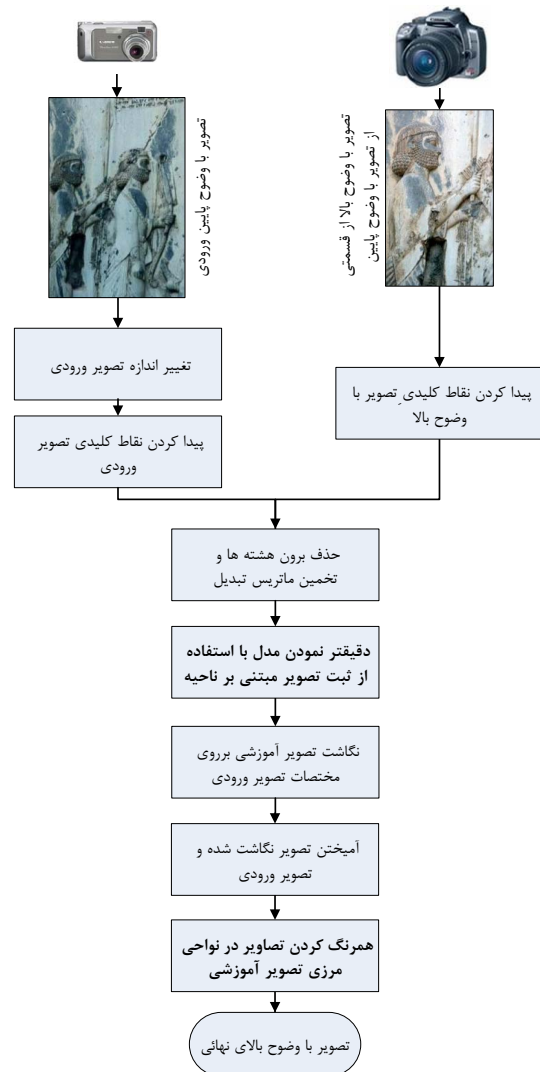 تصویر با وضوح پایین ورودی
تصویر با وضوح بالا از قسمتی
از تصویر با وضوح پایین
تغییر اندازه تصویر ورودی
پیدا کردن نقاط کلیدی تصویر
ورودی
پیدا کردن نقاط کلیدیِ تصویر با
وضوح بالا
حذف برون هشته ها و
تخمین ماتریس تبدیل
دقیقتر نمودن مدل با استفاده
از ثبت تصویر مبتنی بر ناحیه
نگاشت تصویر آموزشی برروی
مختصات تصویر ورودی
آمیختن تصویر نگاشت شده و
تصویر ورودی
همرنگ کردن تصاویر در نواحی
مرزی تصویر آموزشی
تصویر با وضوح بالای نهائی